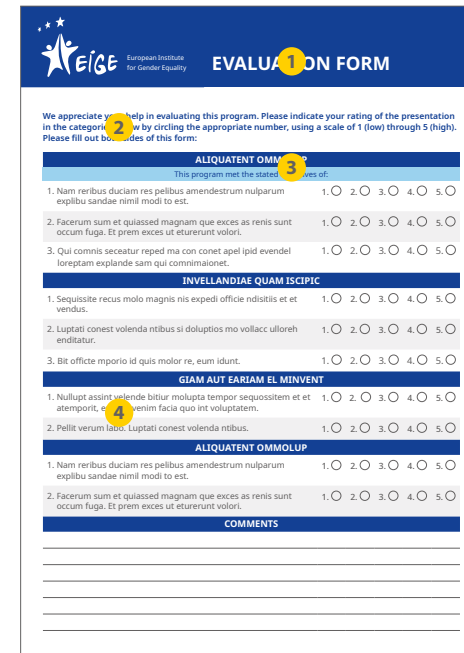 EIGE
European Institute
for Gender Equality
EVALUA 1 ON FORM
We appreciate help in evaluating this program. Please indicate your rating of the presentation
in the 2 by circling the appropriate number, using a scale of 1 (low) through 5 (high).
Please fill out of this form:
ALIQUATENT
This program met the stated 3 of:
1. Nam reribus duciam res pelibus amendestrum nulparum 1. 2. 3. 4. 5.
explibu sandae nimil modi to est.
2. Facerum sum et quiassed magnam que exces as renis sunt 1. 2. 3. 4. 5.
occum fuga. Et prem exces ut eturerunt volori.
3. Qui comnis seceatur reped ma con conet apel ipid evendel 1. 2. 3. 4. 5.
loreptam explande sam qui comnimaionet.
INVELLANDIAE QUAM ISCIPIC
1. Sequissite recus molo magnis nis expedi officie ndisitiis et et 1. 2. 3. 4. 5.
vendus.
2. Luptati conest volenda ntibus si doluptios mo vollacc ulloreh 1. 2. 3. 4. 5.
enditatur.
3. Bit officte mporio id quis molor re, eum idunt. 1. 2. 3. 4. 5.
GIAM AUT EARIAM EL MINVENT
1. Nullupt assint velende bitiur molupta tempor sequossitem et et 1. 2. 3. 4. 5.
atemporit, 4 venim facia quo int voluptatem.
2. Pellit verum labo. Luptati conest volenda ntibus. 1. 2. 3. 4. 5.
ALIQUATENT OMMOLUP
1. Nam reribus duciam res pelibus amendestrum nulparum 1. 2. 3. 4. 5.
explibu sandae nimil modi to est.
2. Facerum sum et quiassed magnam que exces as renis sunt 1. 2. 3. 4. 5.
occum fuga. Et prem exces ut eturerunt volori.
COMMENTS